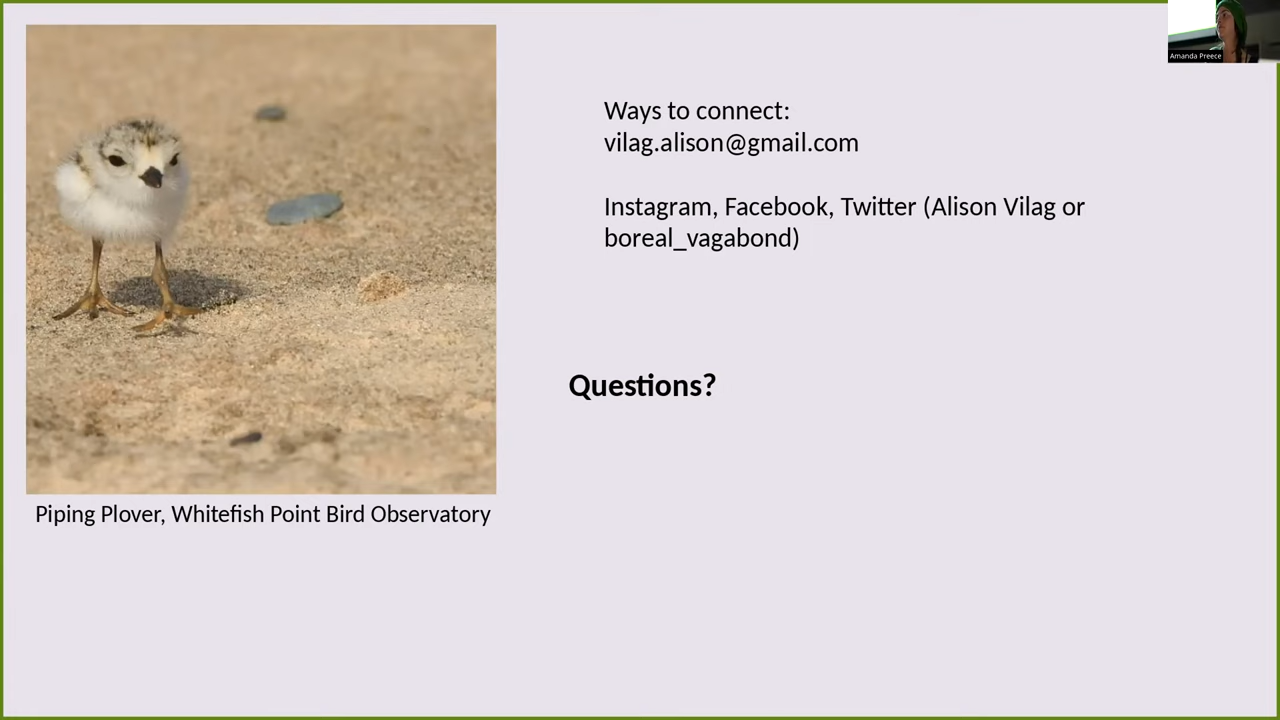 Amanda Preece
Ways to connect:
vilag.alison@gmail.com
Instagram, Facebook, Twitter (Alison Vilag or
boreal_vagabond)
Questions?
Piping Plover, Whitefish Point Bird Observatory